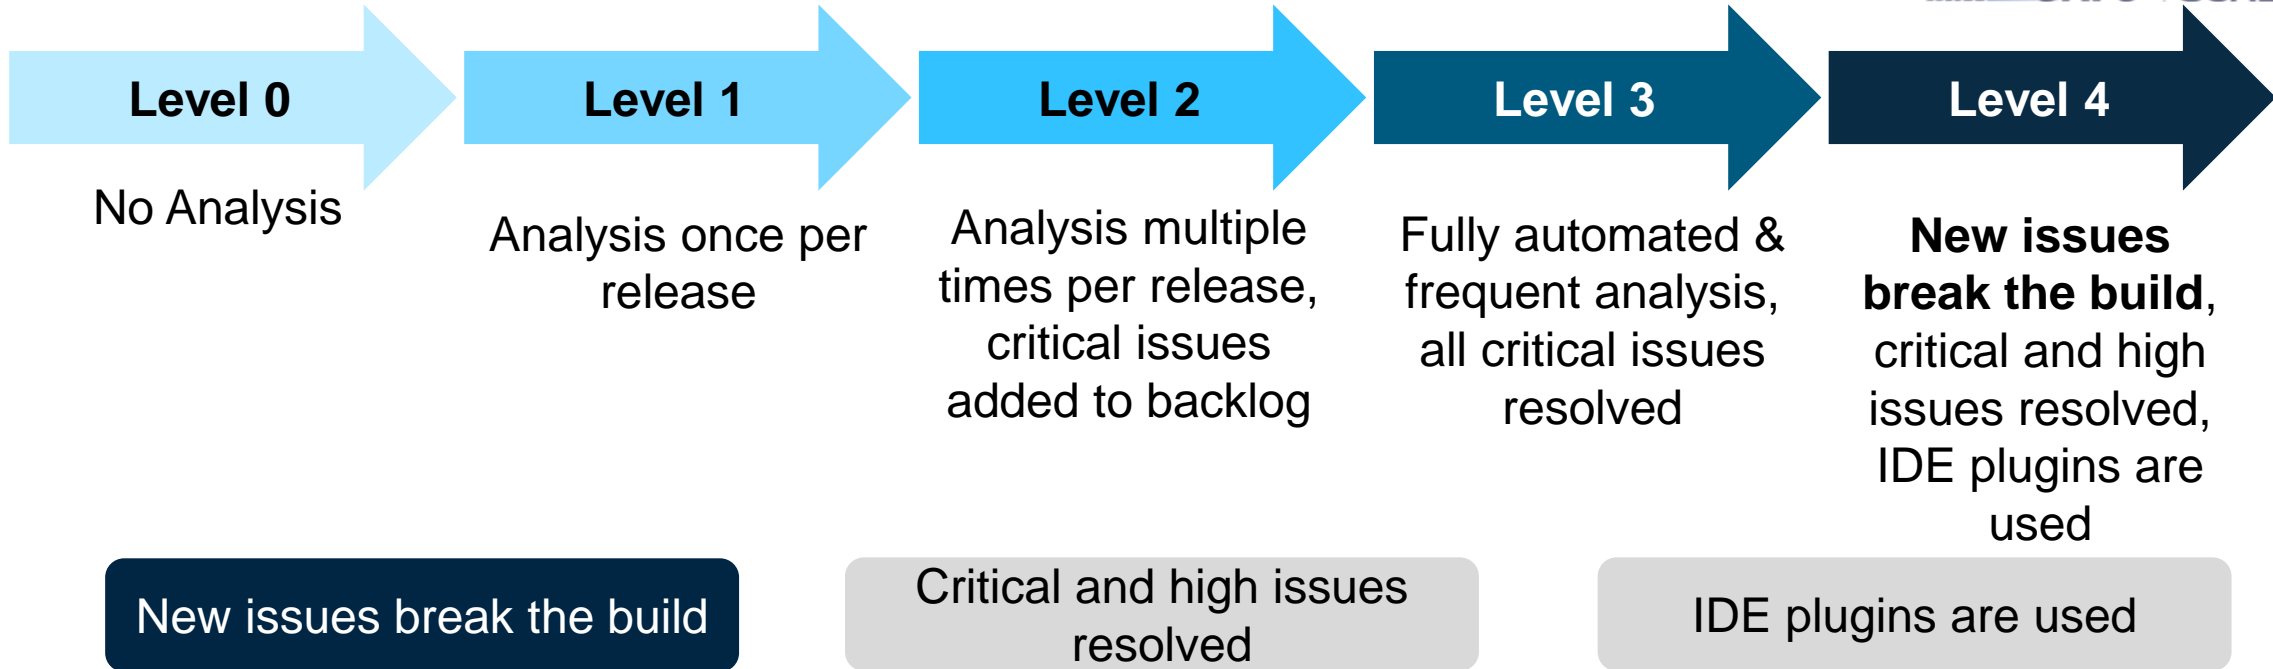 Level 0
Level 1
Level 2
Level 3
Level 4
No Analysis
Analysis once per
release
Analysis multiple
times per release,
critical issues
added to backlog
Fully automated &
frequent analysis,
all critical issues
resolved
New issues
break the build,
critical and high
issues resolved,
IDE plugins are
used
New issues break the build
Critical and high issues
resolved
IDE plugins are used